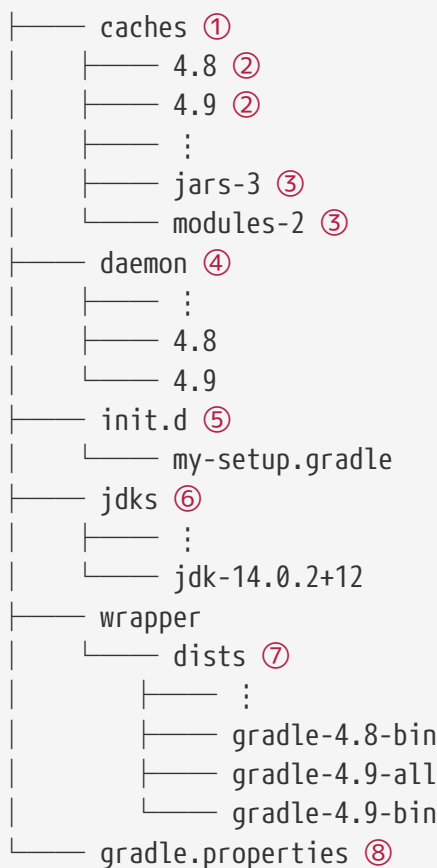 ├── caches ①
│   ├── 4.8 ②
│   ├── 4.9 ②
│   ├── ⋮
│   ├── jars-3 ③
│   └── modules-2 ③
├── daemon ④
│   ├── ⋮
│   ├── 4.8
│   └── 4.9
├── init.d ⑤
│   └── my-setup.gradle
├── jdks ⑥
│   ├── ⋮
│   └── jdk-14.0.2+12
├── wrapper
│   └── dists ⑦
│       ├── ⋮
│       ├── gradle-4.8-bin
│       ├── gradle-4.9-all
│       └── gradle-4.9-bin
└── gradle.properties ⑧